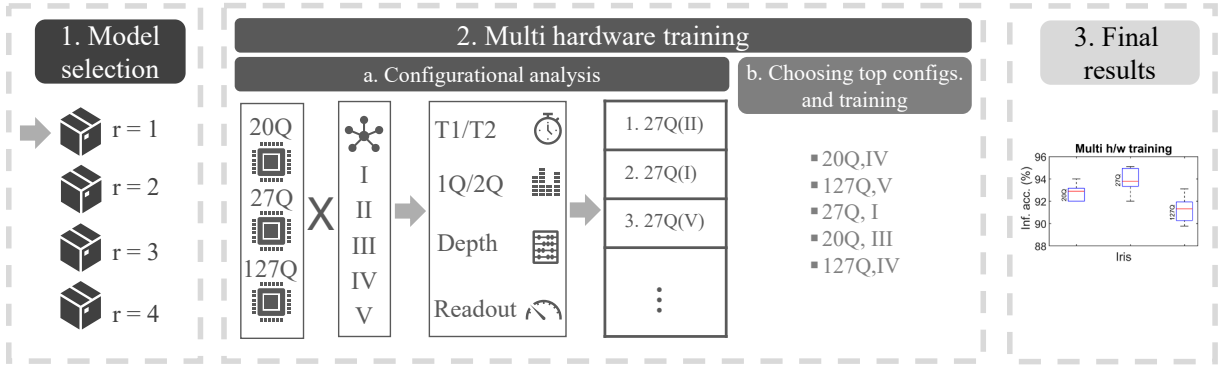 1. Model
selection
r = 1
r = 2
r = 3
r = 4
2. Multi hardware training
a. Configurational analysis
20Q
27Q
127Q
X
I
II
III
IV
V
T1/T2
1Q/2Q
Depth
Readout
1. 27Q(II)
2. 27Q(I)
3. 27Q(V)
b. Choosing top configs.
and training
20Q,IV
127Q,V
27Q, I
20Q, III
127Q,IV
3. Final
results
Multi h/w training
Inf. acc. (%)
96
94
92
90
88
20Q
27Q
127Q
Iris